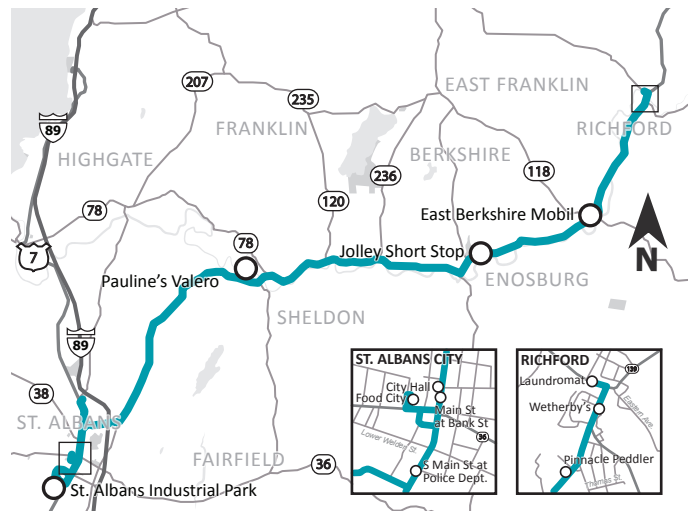 207
235
EAST FRANKLIN
89
FRANKLIN
RICHFORD
HIGHGATE
BERKSHIRE
118
236
78
120
East Berkshire Mobil
78
Jolley Short Stop
7
N
Pauline's Valero
ENOSBURG
SHELDON
89
ST. ALBANS CITY
RICHFORD
City Hall
Food City
Main St
at Bank St
36
Lower Welden St.
S Main St at
Police Dept.
Laundromat
139
Wetherby's
Eastern Ave.
Pinnacle Peddler
Thomas St.
38
ST. ALBANS
FAIRFIELD
36
St. Albans Industrial Park